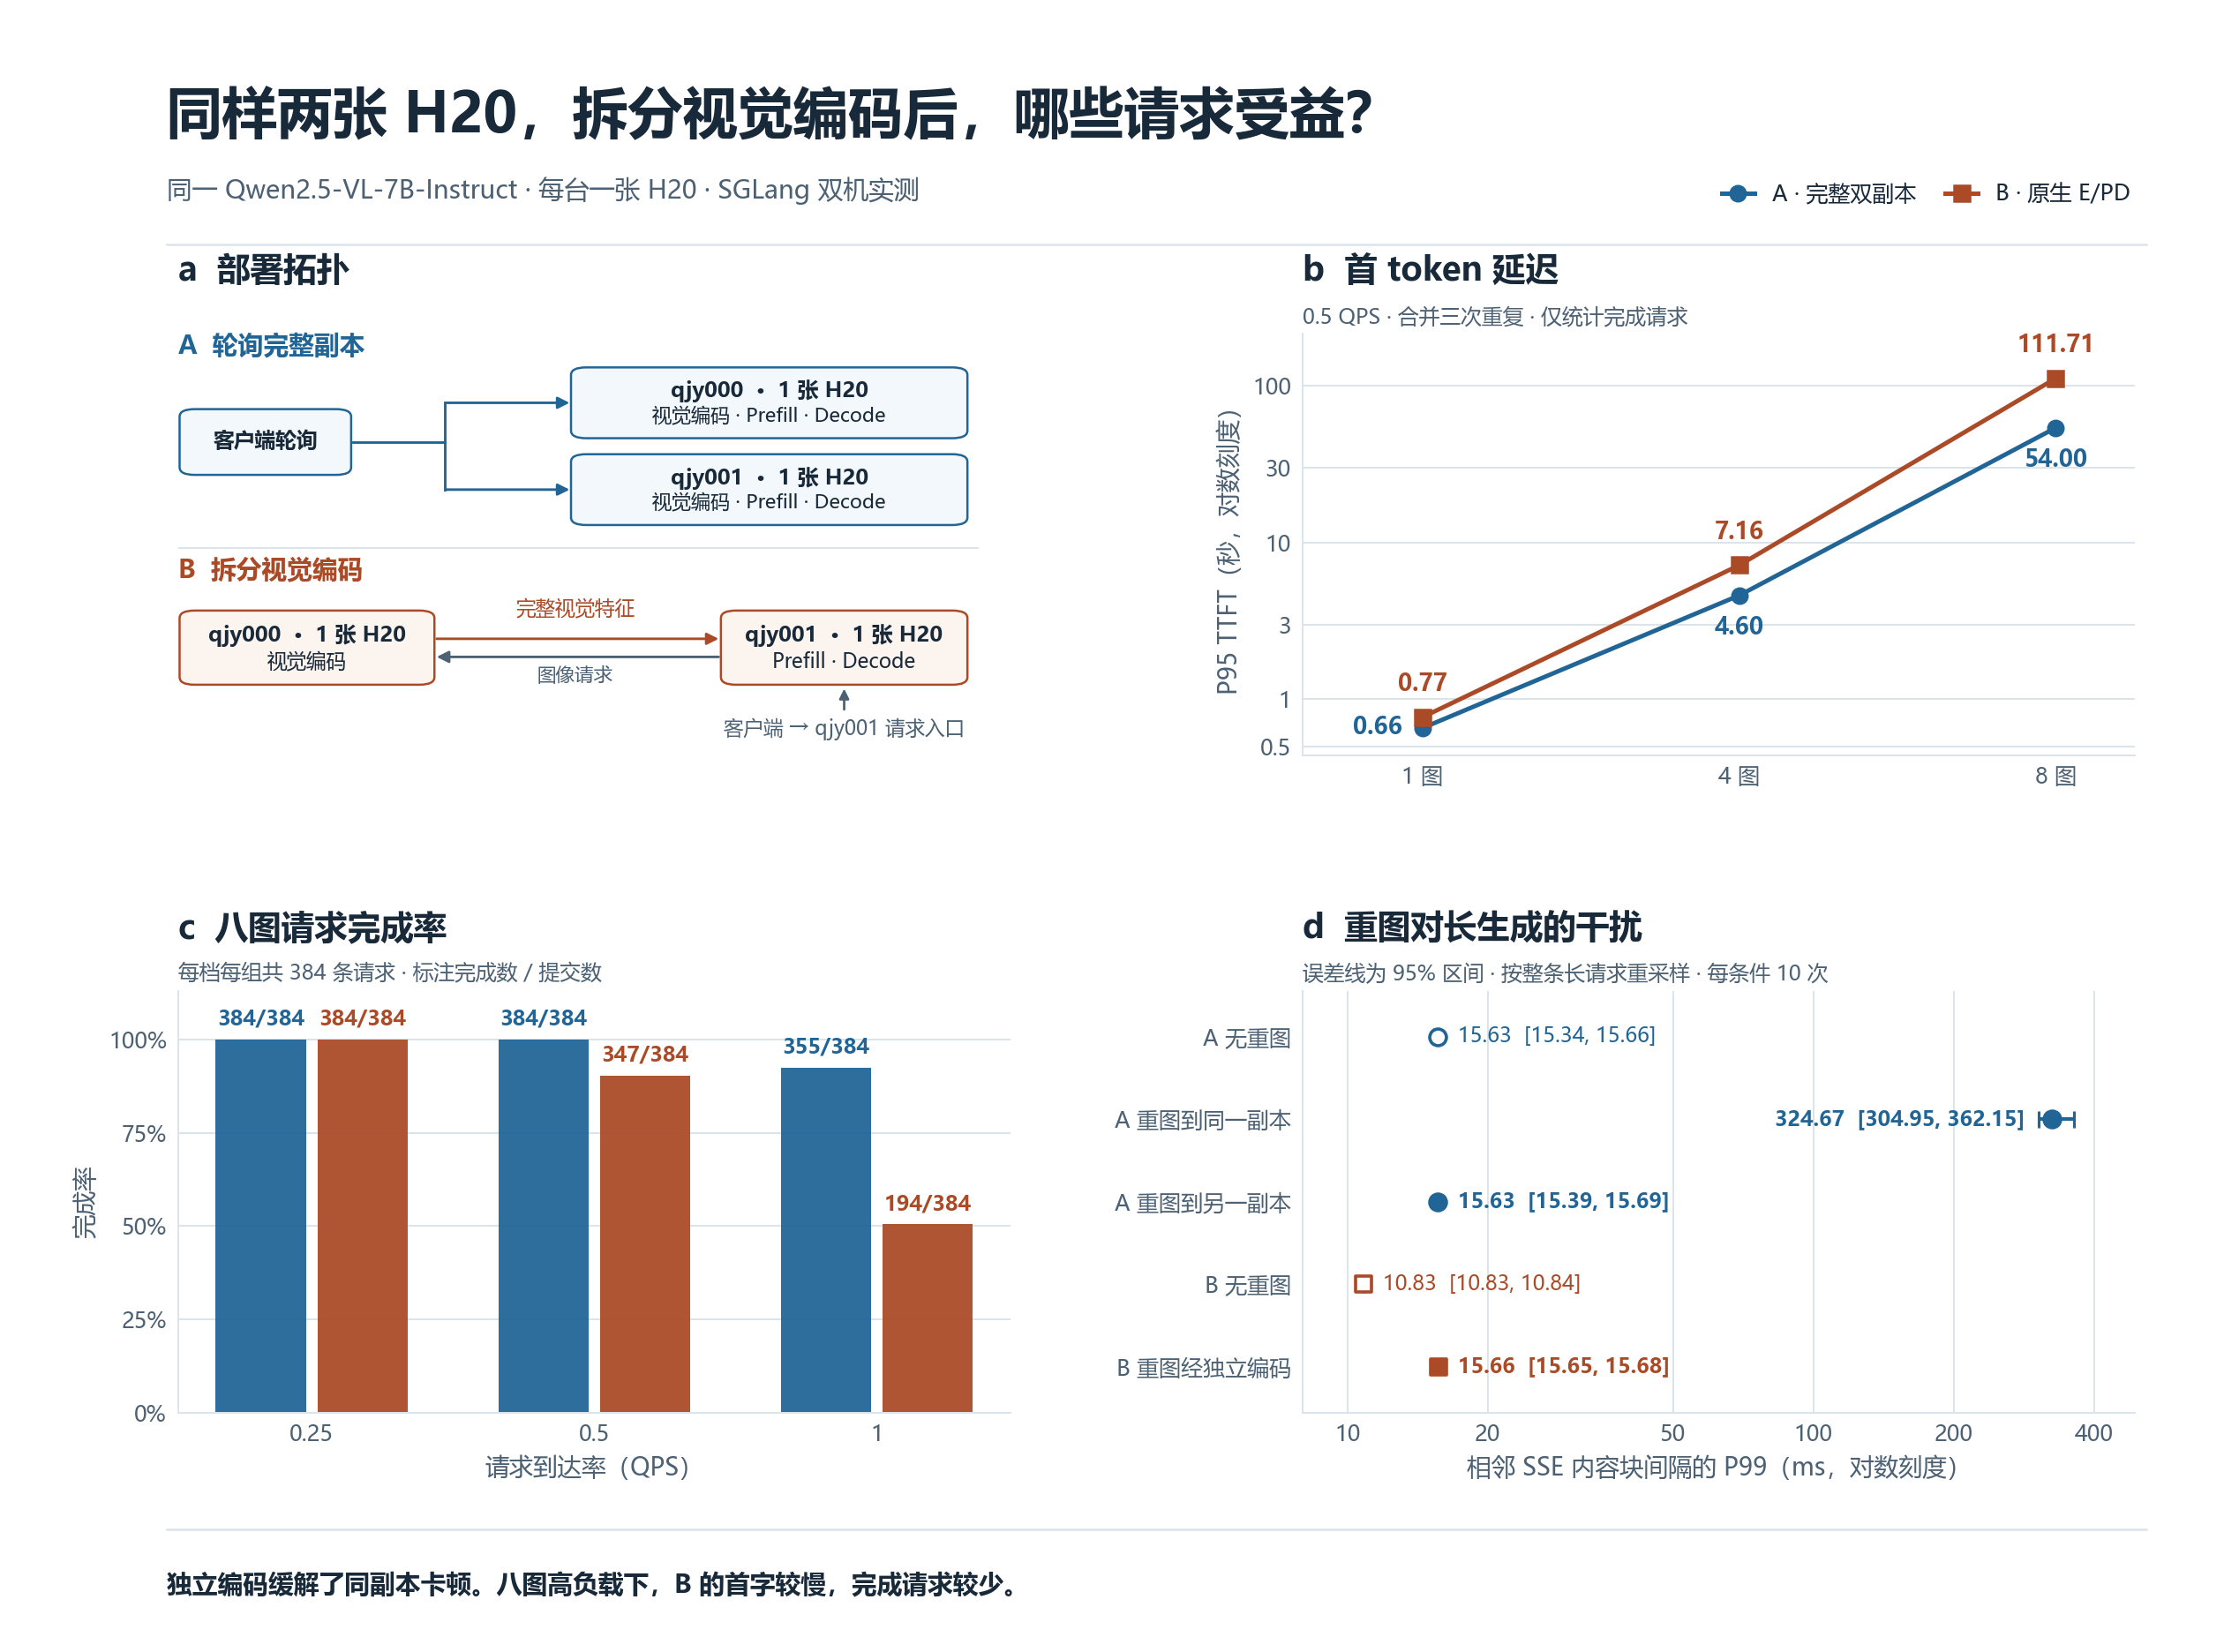 同样两张 H20，拆分视觉编码后，哪些请求受益？
同一 Qwen2.5-VL-7B-Instruct · 每台一张 H20 · SGLang 双机实测
A · 完整双副本
B · 原生 E/PD
a 部署拓扑
A 轮询完整副本
客户端轮询
qjy000 • 1 张 H20
视觉编码 · Prefill · Decode
qjy001 • 1 张 H20
视觉编码 · Prefill · Decode
B 拆分视觉编码
qjy000 • 1 张 H20
视觉编码
完整视觉特征
图像请求
qjy001 • 1 张 H20
Prefill · Decode
客户端 → qjy001 请求入口
b 首 token 延迟
0.5 QPS · 合并三次重复 · 仅统计完成请求
P95 TTFT（秒，对数刻度）
100
30
10
3
1
0.5
111.71
54.00
7.16
4.60
0.77
0.66
1 图
4 图
8 图
c 八图请求完成率
每档每组共 384 条请求 · 标注完成数 / 提交数
完成率
100%
75%
50%
25%
0%
384/384
384/384
384/384
347/384
355/384
194/384
0.25
0.5
1
请求到达率（QPS）
d 重图对长生成的干扰
误差线为 95% 区间 · 按整条长请求重采样 · 每条件 10 次
A 无重图
15.63 [15.34, 15.66]
A 重图到同一副本
324.67 [304.95, 362.15]
A 重图到另一副本
15.63 [15.39, 15.69]
B 无重图
10.83 [10.83, 10.84]
B 重图经独立编码
15.66 [15.65, 15.68]
10
20
50
100
200
400
相邻 SSE 内容块间隔的 P99（ms，对数刻度）
独立编码缓解了同副本卡顿。八图高负载下，B 的首字较慢，完成请求较少。